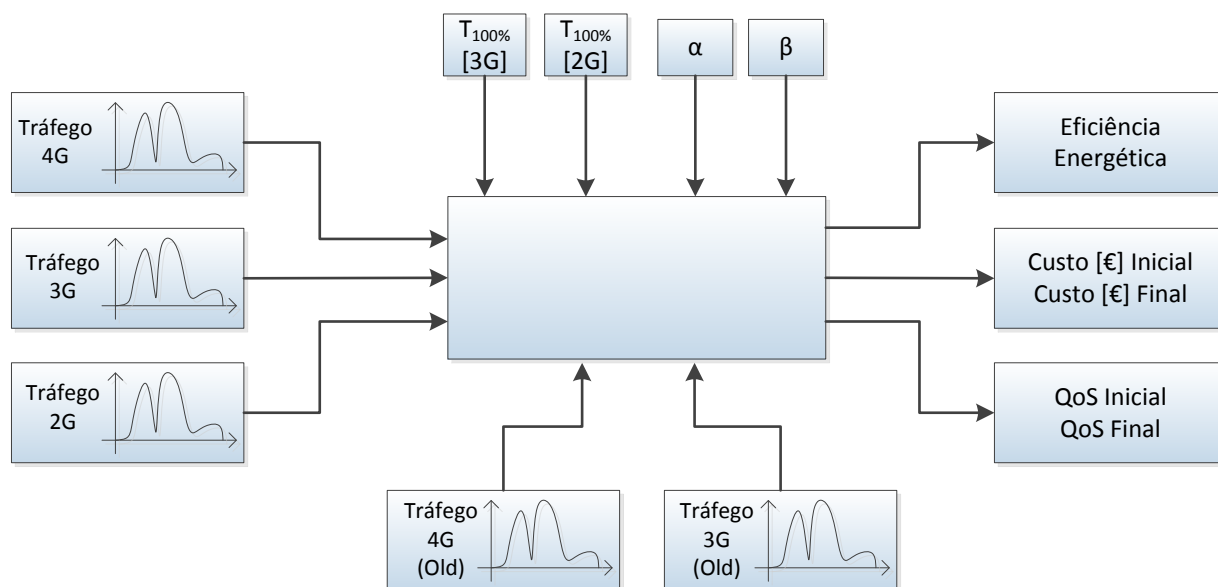 T100%
[3G]
T100%
[2G]
α
β
Tráfego
4G
Tráfego
3G
Tráfego
2G
Eficiência
Energética
Custo [€] Inicial
Custo [€] Final
QoS Inicial
QoS Final
Tráfego
4G
(Old)
Tráfego
3G
(Old)